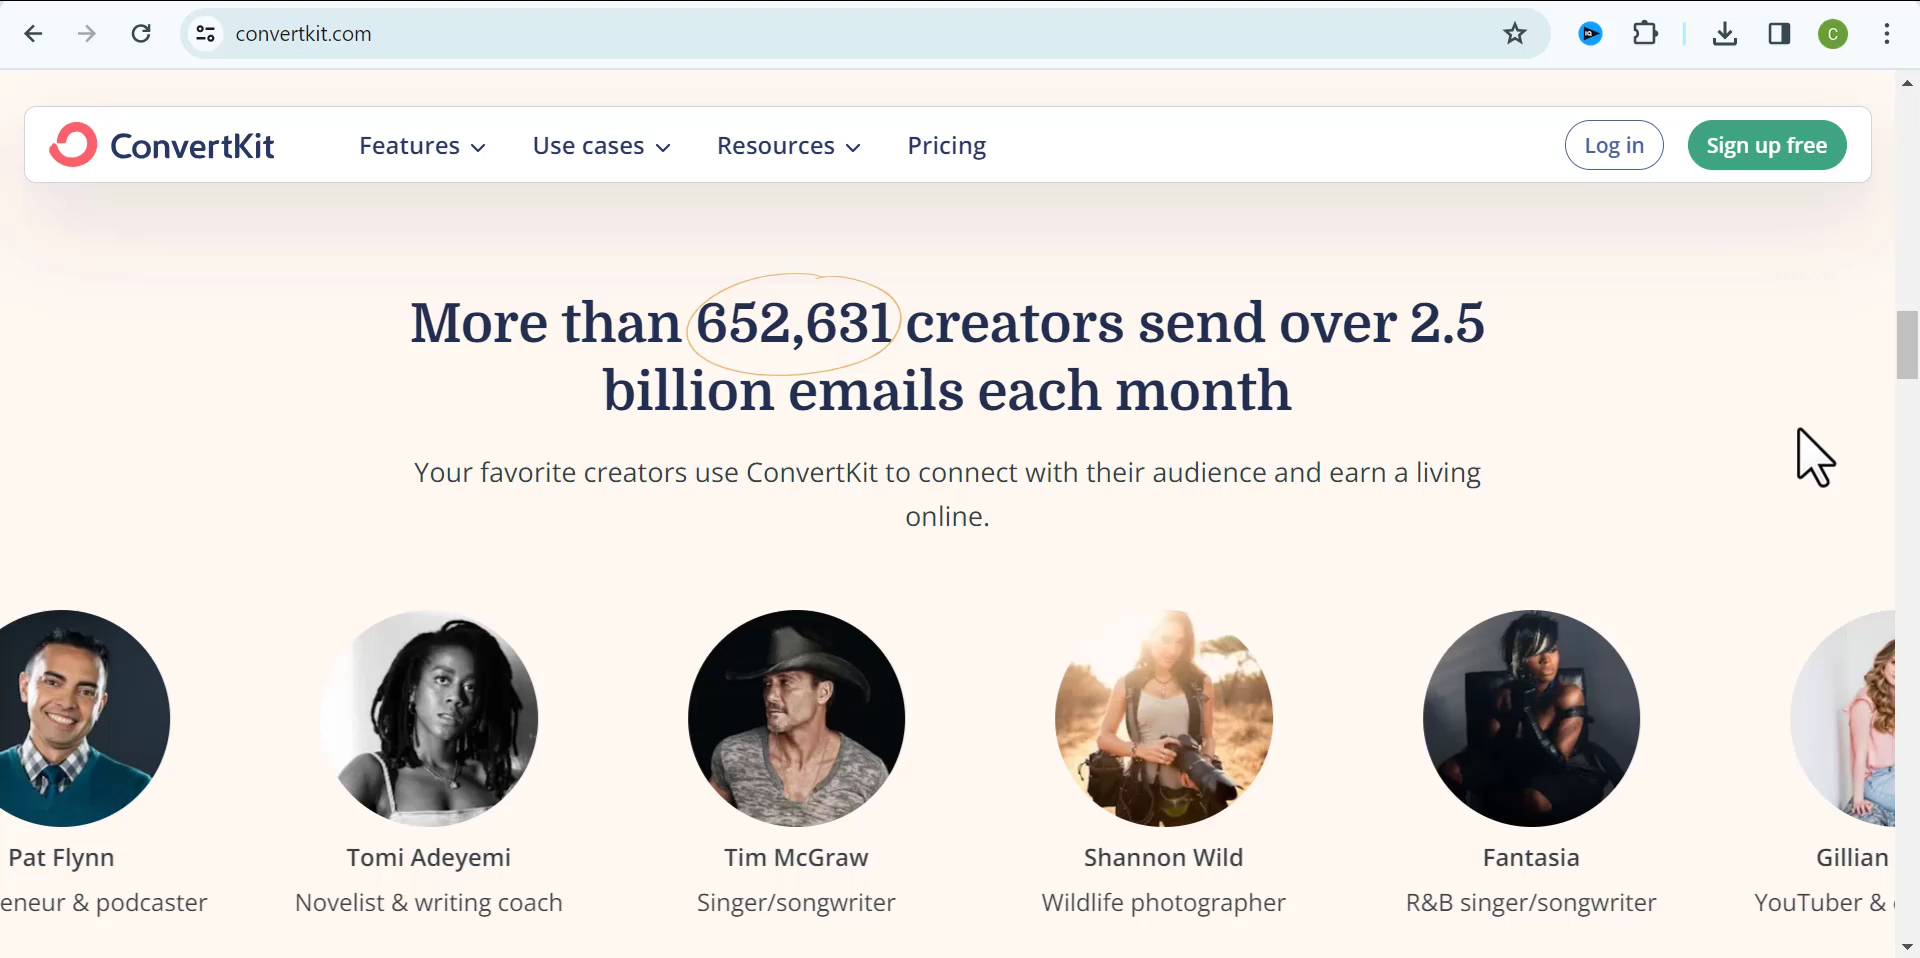 convertkit.com
C
ConvertKit
Features
Use cases
Resources
Pricing
Log in
Sign up free
More than 652,631 creators send over 2.5
billion emails each month
Your favorite creators use ConvertKit to connect with their audience and earn a living
online.
Pat Flynn
Tomi Adeyemi
Tim McGraw
Shannon Wild
Fantasia
Gillian
eneur & podcaster
Novelist & writing coach
Singer/songwriter
Wildlife photographer
R&B singer/songwriter
YouTuber &